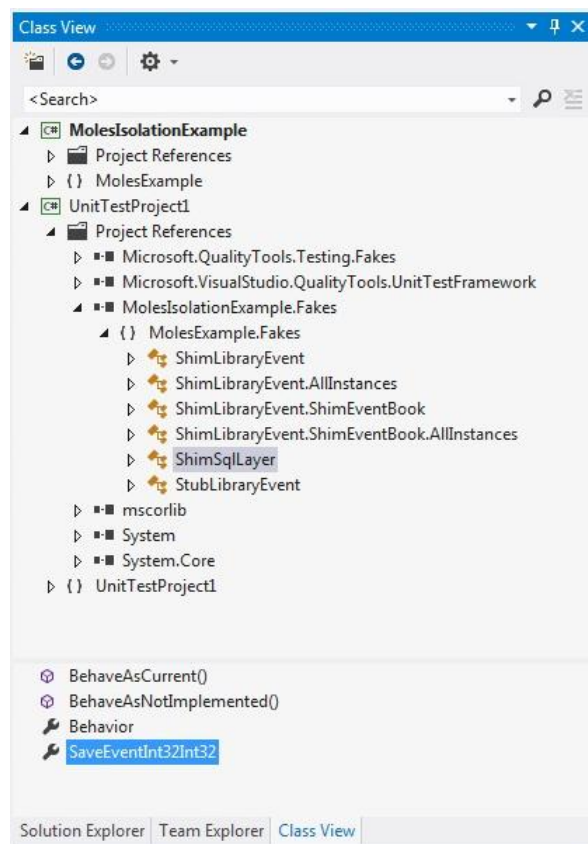 Class View
<Search>
C# MolesIsolationExample
Project References
{ } MolesExample
C# UnitTestProject1
Project References
Microsoft.QualityTools.Testing.Fakes
Microsoft.VisualStudio.QualityTools.UnitTestFramework
MolesIsolationExample.Fakes
{ } MolesExample.Fakes
ShimLibraryEvent
ShimLibraryEvent.AllInstances
ShimLibraryEvent.ShimEventBook
ShimLibraryEvent.ShimEventBook.AllInstances
ShimSqlLayer
StubLibraryEvent
mscorlib
System
System.Core
{ } UnitTestProject1
BehaveAsCurrent()
BehaveAsNotImplemented()
Behavior
SaveEventInt32Int32
Solution Explorer Team Explorer Class View